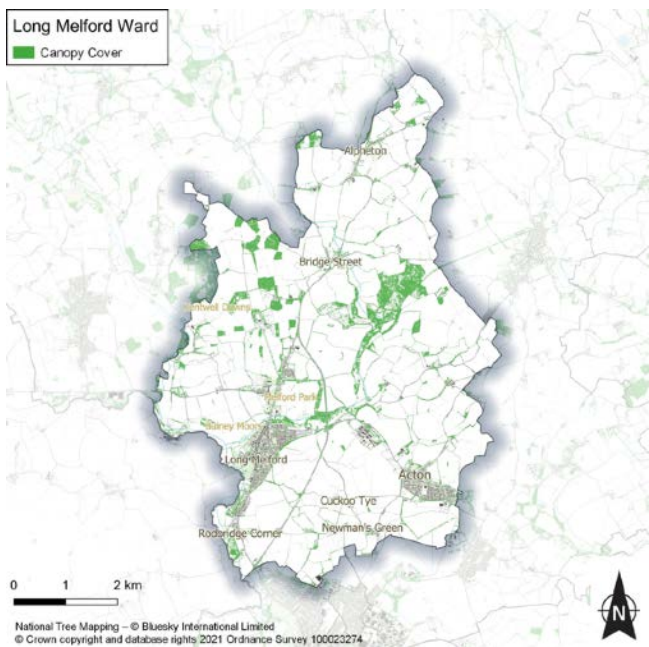 Long Melford Ward
Canopy Cover
Alpheton
Bridge Street
Kentwell Downs
Melford Park
Long Melford
Acton
Cuckoo Tye
Rodbridge Corner
Newman's Green
0 1 2 km
N
National Tree Mapping – © Bluesky International Limited
© Crown copyright and database rights 2021 Ordnance Survey 100023274